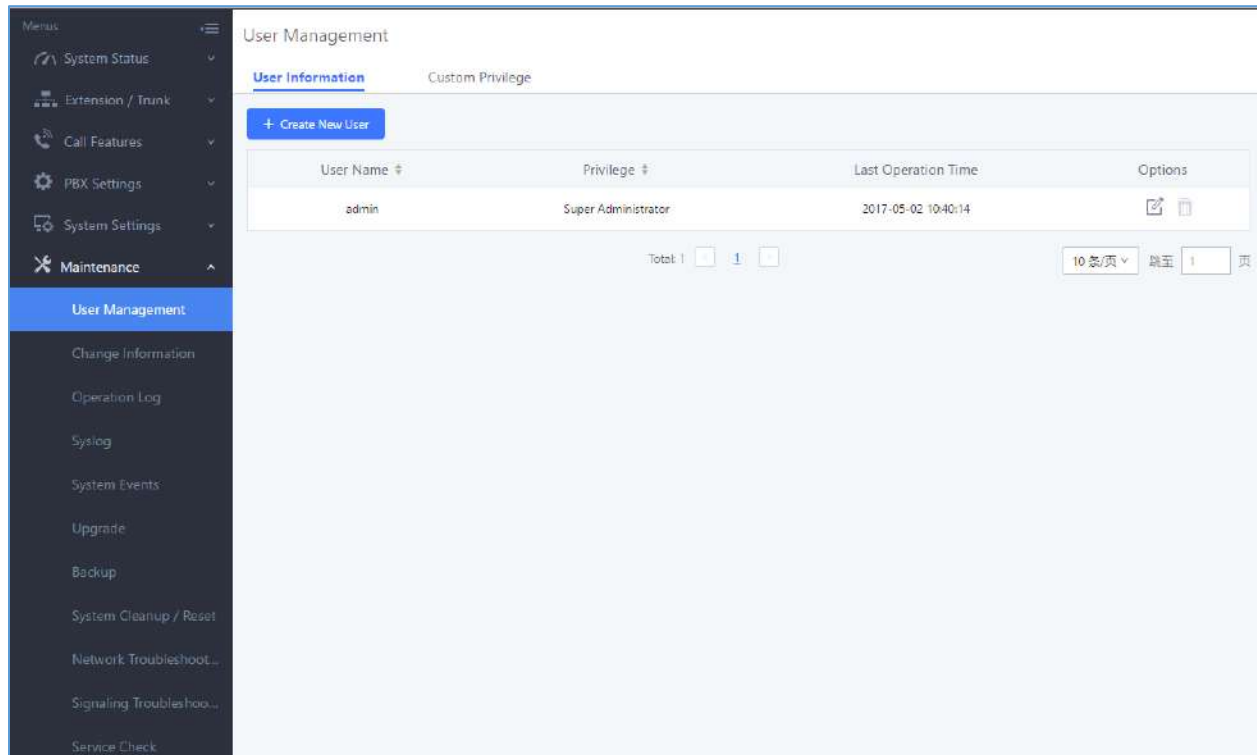 Menus
System Status
Extension / Trunk
Call Features
PBX Settings
System Settings
Maintenance
User Management
Change Information
Operation Log
Syslog
System Events
Upgrade
Backup
System Cleanup / Reset
Network Troubleshoot...
Signaling Troubleshoo...
Service Check
User Management
User Information Custom Privilege
+ Create New User
User Name Privilege Last Operation Time Options
admin Super Administrator 2017-05-02 10:40:14
Total: 1 1 10 条/页 跳至 1 页